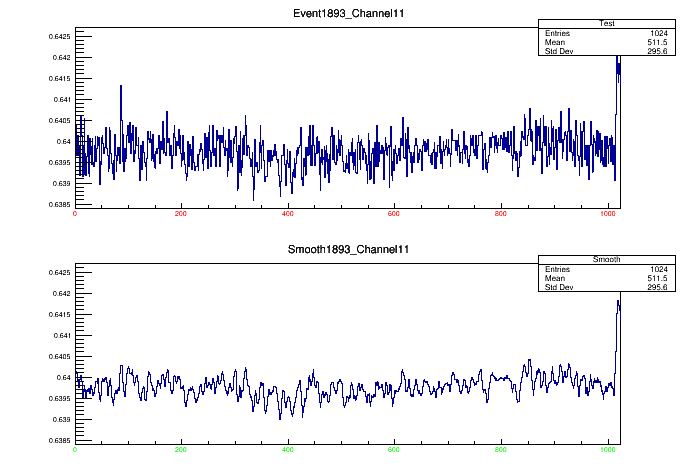 Event1893_Channel11
Test
Entries 1024
Mean 511.5
Std Dev 295.6
0.6425
0.642
0.6415
0.641
0.6405
0.64
0.6395
0.639
0.6385
0 200 400 600 800 1000
Smooth1893_Channel11
Smooth
Entries 1024
Mean 511.5
Std Dev 295.6
0.6425
0.642
0.6415
0.641
0.6405
0.64
0.6395
0.639
0.6385
0 200 400 600 800 1000